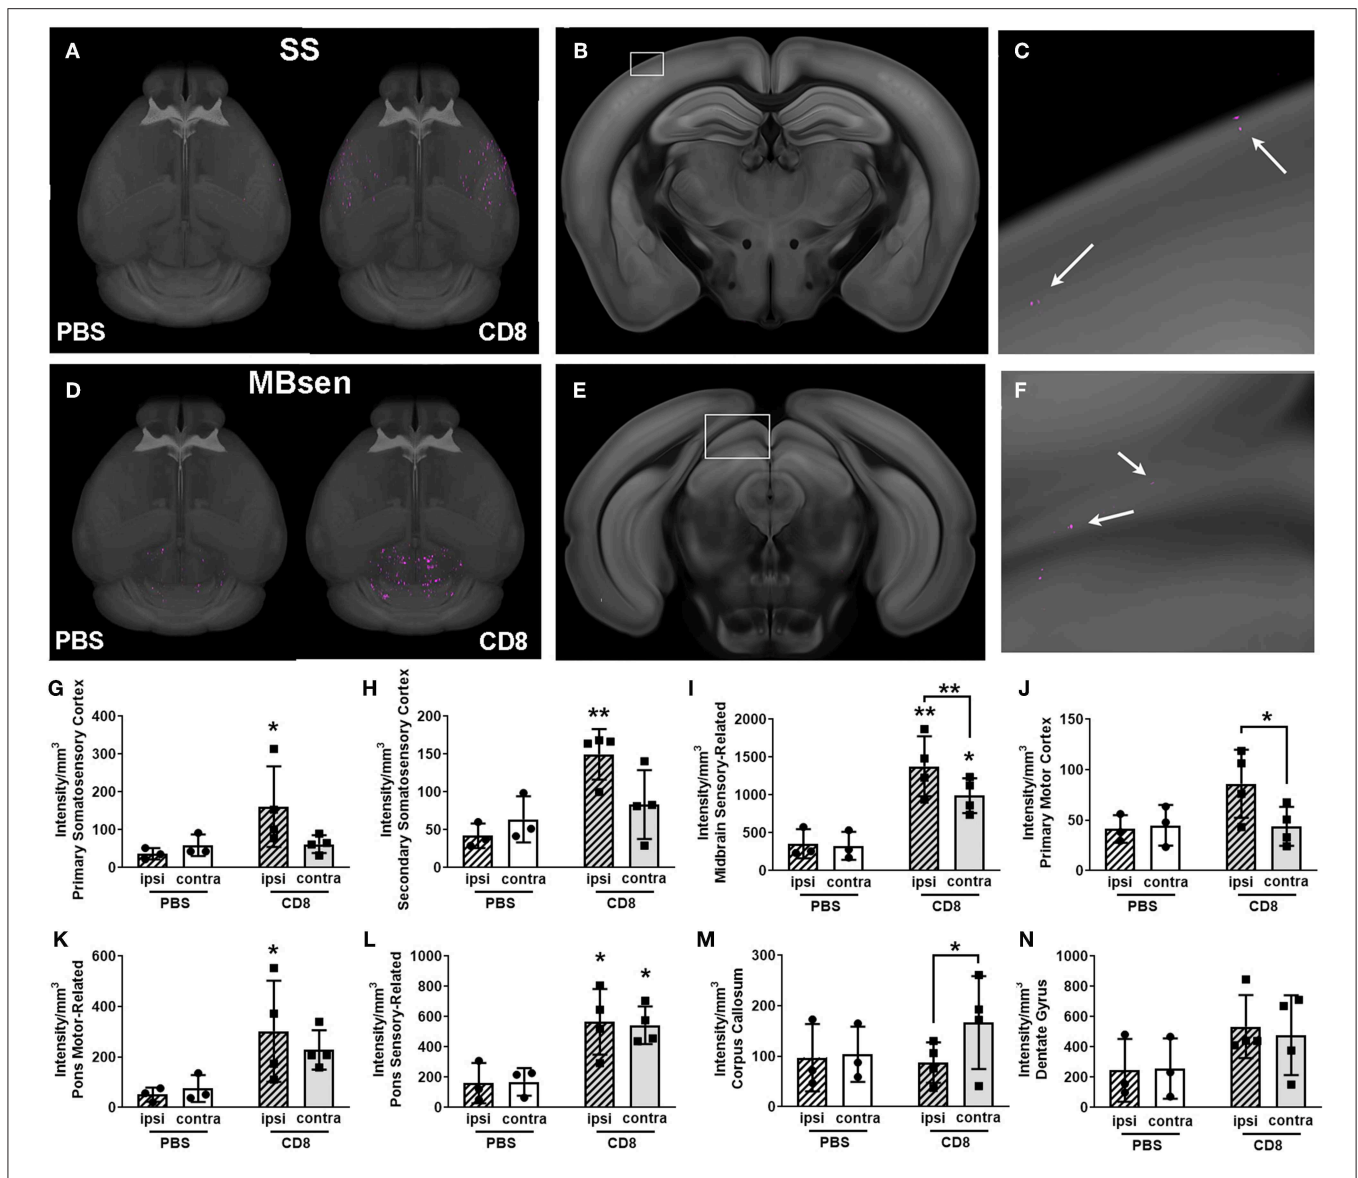 A
SS
PBS
CD8
B
C
D
MBsen
PBS
CD8
E
F
G
Intensity/mm³
Primary Somatosensory Cortex
400
300
200
100
0
*
ipsi contra ipsi contra
PBS CD8
H
Intensity/mm³
Secondary Somatosensory Cortex
200
150
100
50
0
**
ipsi contra ipsi contra
PBS CD8
I
Intensity/mm³
Midbrain Sensory-Related
2000
1500
1000
500
0
**
**
*
ipsi contra ipsi contra
PBS CD8
J
Intensity/mm³
Primary Motor Cortex
150
100
50
0
*
ipsi contra ipsi contra
PBS CD8
K
Intensity/mm³
Pons Motor-Related
600
400
200
0
*
ipsi contra ipsi contra
PBS CD8
L
Intensity/mm³
Pons Sensory-Related
1000
800
600
400
200
0
*
*
ipsi contra ipsi contra
PBS CD8
M
Intensity/mm³
Corpus Callosum
300
200
100
0
*
ipsi contra ipsi contra
PBS CD8
N
Intensity/mm³
Dentate Gyrus
1000
800
600
400
200
0
ipsi contra ipsi contra
PBS CD8